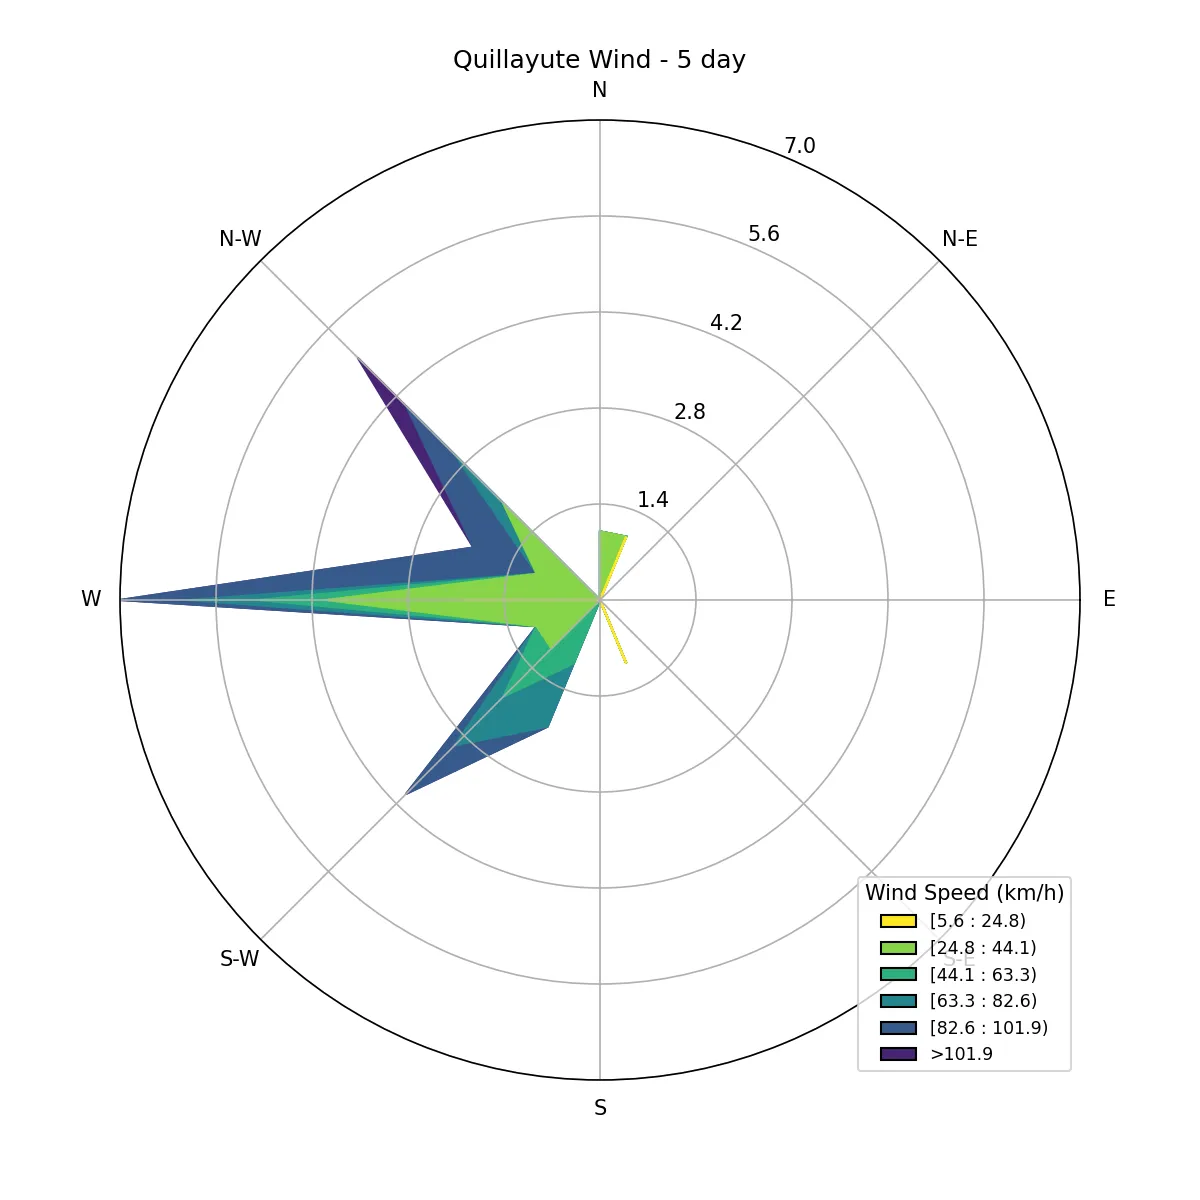 Quillayute Wind - 5 day
N
7.0
N-W
5.6
N-E
4.2
2.8
1.4
W
E
S-W
S-E
S
Wind Speed (km/h)
[5.6 : 24.8)
[24.8 : 44.1)
[44.1 : 63.3)
[63.3 : 82.6)
[82.6 : 101.9)
>101.9